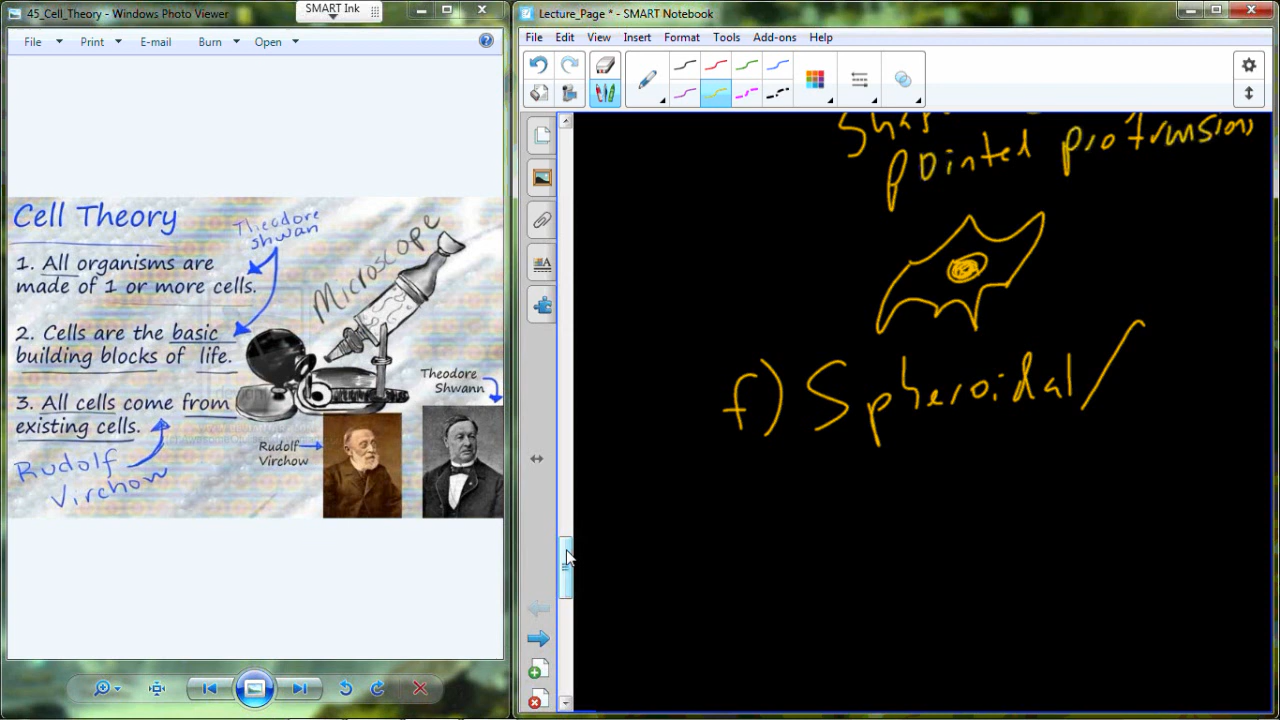 45_Cell_Theory - Windows Photo Viewer
SMART Ink
File Print E-mail Burn Open
Cell Theory
Theodore
shwan
1. All organisms are
made of 1 or more cells.
Microscope
2. Cells are the basic
building blocks of life.
3. All cells come from
existing cells.
Theodore
Shwann
Rudolf
Virchow
Rudolf
Virchow
Lecture_Page * - SMART Notebook
File Edit View Insert Format Tools Add-ons Help
pointed protrusions
f) Spheroidal/